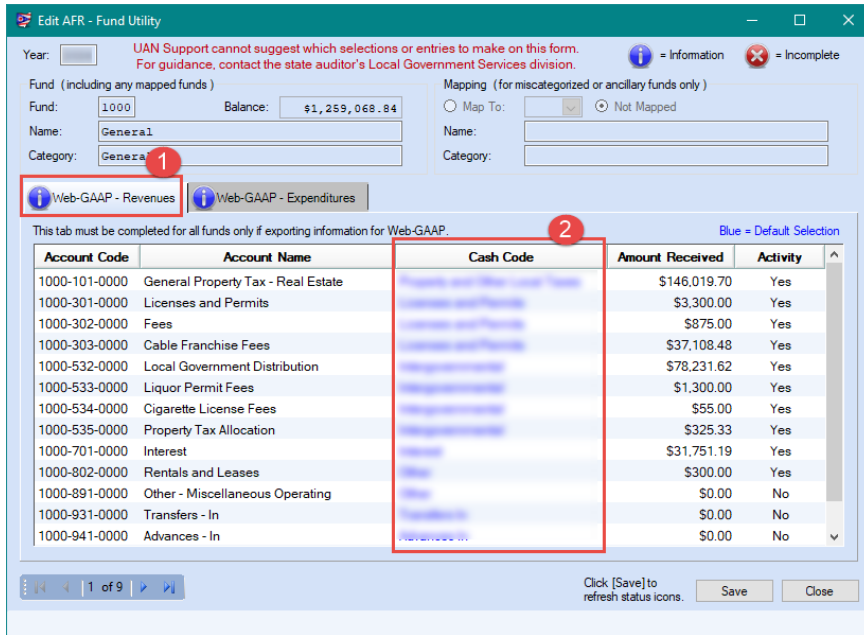 Edit AFR - Fund Utility
Year:
UAN Support cannot suggest which selections or entries to make on this form.
For guidance, contact the state auditor's Local Government Services division.
= Information
= Incomplete
Fund ( including any mapped funds )
Fund: 1000 Balance: $1,259,068.84
Name: General
Category: General
Mapping ( for miscategorized or ancillary funds only )
Map To: Not Mapped
Name:
Category:
1
Web-GAAP - Revenues
Web-GAAP - Expenditures
This tab must be completed for all funds only if exporting information for Web-GAAP.
2
Blue = Default Selection
Account Code Account Name Cash Code Amount Received Activity
1000-101-0000 General Property Tax - Real Estate $146,019.70 Yes
1000-301-0000 Licenses and Permits $3,300.00 Yes
1000-302-0000 Fees $875.00 Yes
1000-303-0000 Cable Franchise Fees $37,108.48 Yes
1000-532-0000 Local Government Distribution $78,231.62 Yes
1000-533-0000 Liquor Permit Fees $1,300.00 Yes
1000-534-0000 Cigarette License Fees $55.00 Yes
1000-535-0000 Property Tax Allocation $325.33 Yes
1000-701-0000 Interest $31,751.19 Yes
1000-802-0000 Rentals and Leases $300.00 Yes
1000-891-0000 Other - Miscellaneous Operating $0.00 No
1000-931-0000 Transfers - In $0.00 No
1000-941-0000 Advances - In $0.00 No
1 of 9
Click [Save] to
refresh status icons.
Save
Close